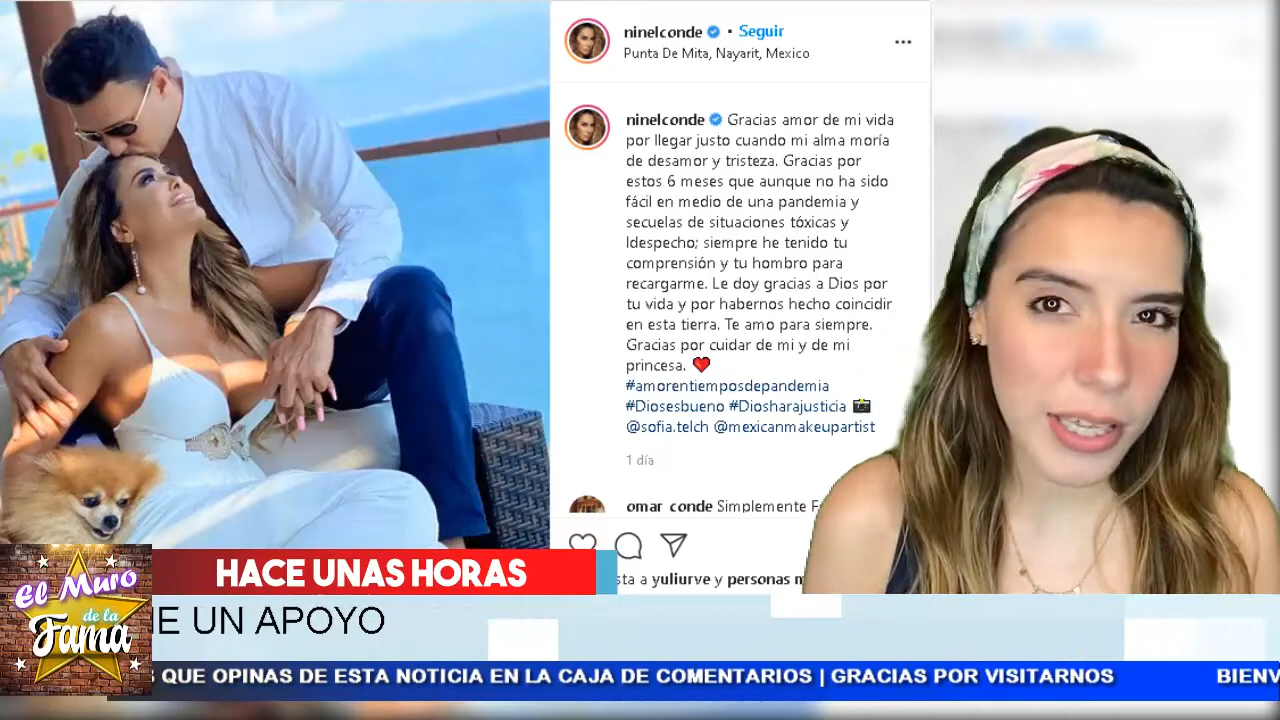 ninelconde • Seguir
Punta De Mita, Nayarit, Mexico
ninelconde Gracias amor de mi vida
por llegar justo cuando mi alma moría
de desamor y tristeza. Gracias por
estos 6 meses que aunque no ha sido
fácil en medio de una pandemia y
secuelas de situaciones tóxicas y
ldespecho; siempre he tenido tu
comprensión y tu hombro para
recargarme. Le doy gracias a Dios por
tu vida y por habernos hecho coincidir
en esta tierra. Te amo para siempre.
Gracias por cuidar de mi y de mi
princesa. ❤️
#amorentiemposdepandemia
#Diosesbueno #Diosharajusticia 📸
@sofia.telch @mexicanmakeupartist
1 día
omar_conde Simplemente
a yuliurve y personas
HACE UNAS HORAS
E UN APOYO
El Muro
de la
Fama
QUE OPINAS DE ESTA NOTICIA EN LA CAJA DE COMENTARIOS | GRACIAS POR VISITARNOS